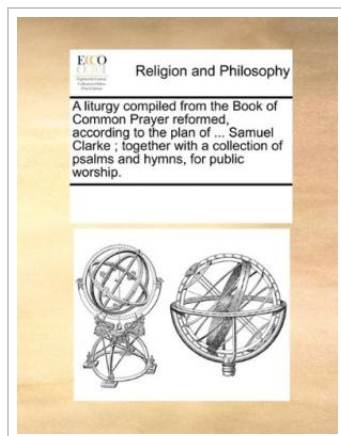 ECCO
Religion and Philosophy
A liturgy compiled from the Book of
Common Prayer reformed,
according to the plan of ... Samuel
Clarke ; together with a collection of
psalms and hymns, for public
worship.